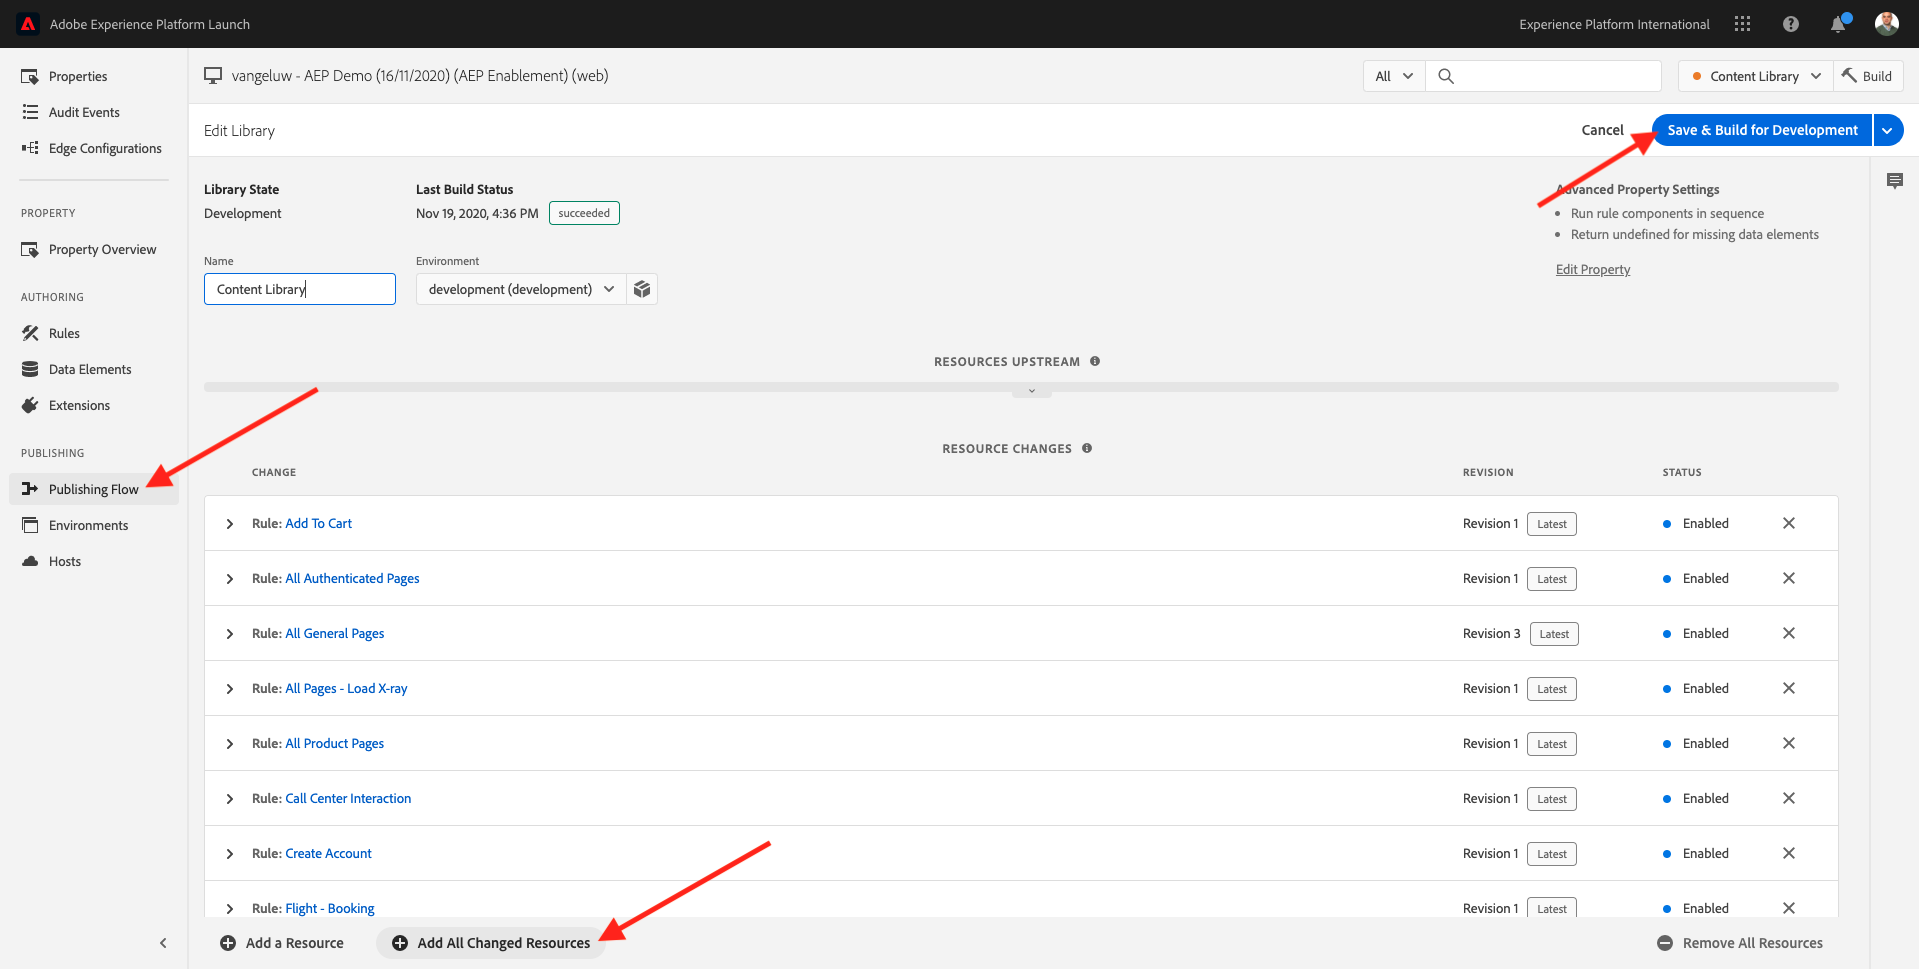 Adobe Experience Platform Launch
Experience Platform International
Properties
Audit Events
Edge Configurations
PROPERTY
Property Overview
AUTHORING
Rules
Data Elements
Extensions
PUBLISHING
Publishing Flow
Environments
Hosts
vangeluw - AEP Demo (16/11/2020) (AEP Enablement) (web)
All
Content Library
Build
Edit Library
Cancel
Save & Build for Development
Library State
Development
Last Build Status
Nov 19, 2020, 4:36 PM succeeded
Advanced Property Settings
Run rule components in sequence
Return undefined for missing data elements
Edit Property
Name
Content Library
Environment
development (development)
RESOURCES UPSTREAM
RESOURCE CHANGES
CHANGE REVISION STATUS
Rule: Add To Cart Revision 1 Latest Enabled
Rule: All Authenticated Pages Revision 1 Latest Enabled
Rule: All General Pages Revision 3 Latest Enabled
Rule: All Pages - Load X-ray Revision 1 Latest Enabled
Rule: All Product Pages Revision 1 Latest Enabled
Rule: Call Center Interaction Revision 1 Latest Enabled
Rule: Create Account Revision 1 Latest Enabled
Rule: Flight - Booking Revision 1 Latest Enabled
Add a Resource
Add All Changed Resources
Remove All Resources